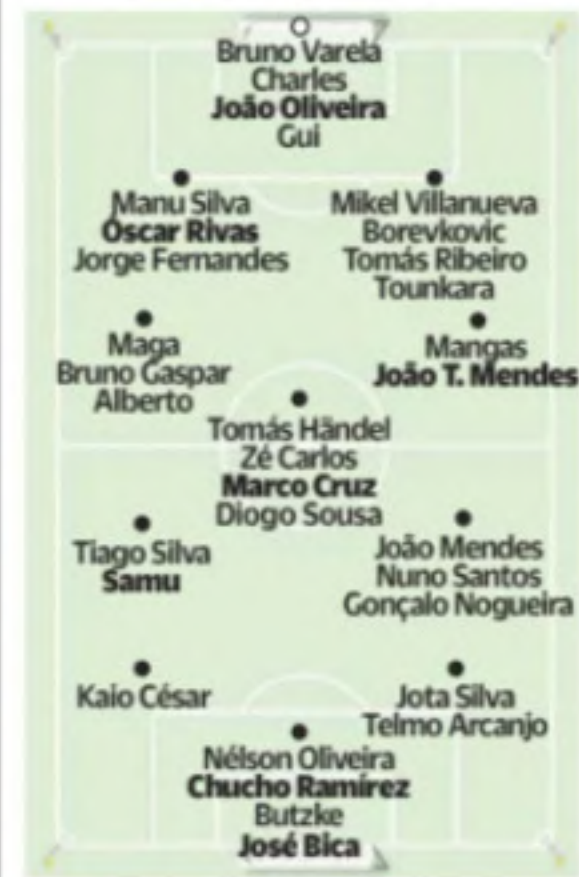 Bruno Varela
Charles
João Oliveira
Gui
Manu Silva
Óscar Rivas
Jorge Fernandes
Mikel Villanueva
Borevkovic
Tomás Ribeiro
Tounkara
Maga
Bruno Gaspar
Alberto
Mangas
João T. Mendes
Tomás Händel
Zé Carlos
Marco Cruz
Diogo Sousa
Tiago Silva
Samu
João Mendes
Nuno Santos
Gonçalo Nogueira
Kaio César
Jota Silva
Telmo Arcanjo
Nélson Oliveira
Chucho Ramírez
Butzke
José Bica